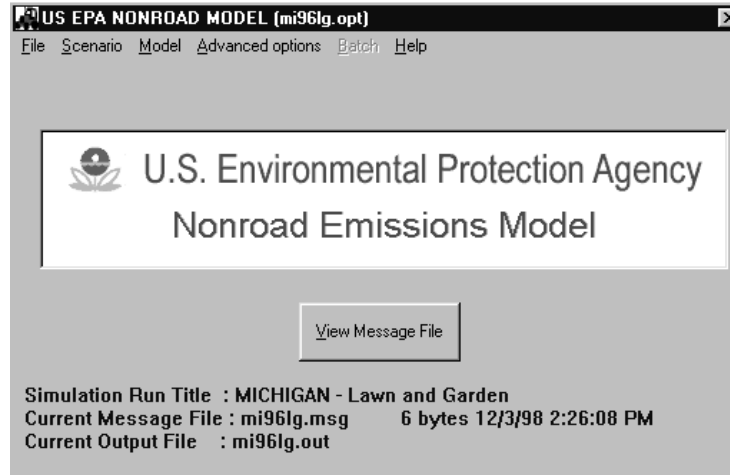 US EPA NONROAD MODEL (mi96lg.opt)
File Scenario Model Advanced options Batch Help
U.S. Environmental Protection Agency
Nonroad Emissions Model
View Message File
Simulation Run Title : MICHIGAN - Lawn and Garden
Current Message File : mi96lg.msg 6 bytes 12/3/98 2:26:08 PM
Current Output File : mi96lg.out